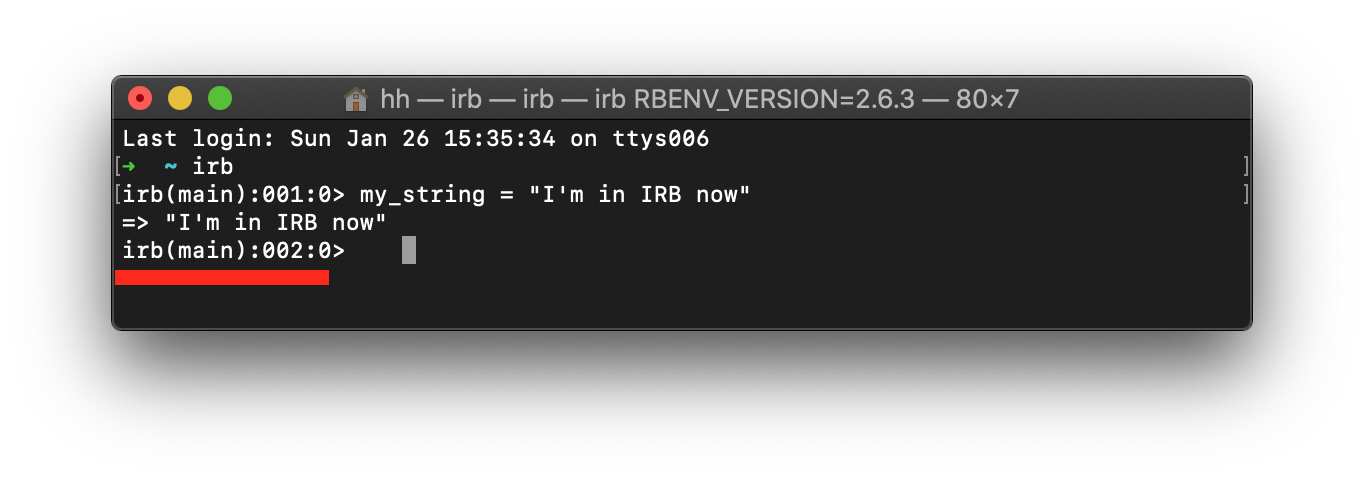 hh — irb — irb — irb RBENV_VERSION=2.6.3 — 80×7
Last login: Sun Jan 26 15:35:34 on ttys006
[➜  ~ irb ]
[irb(main):001:0> my_string = "I'm in IRB now" ]
=> "I'm in IRB now"
irb(main):002:0>